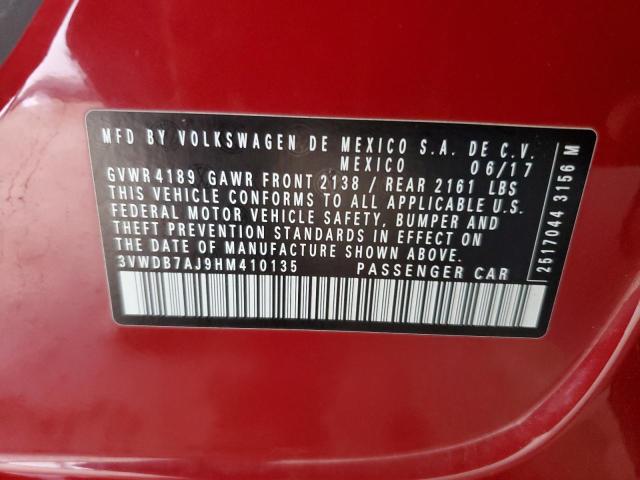 MFD BY VOLKSWAGEN DE MEXICO S.A. DE C.V.
MEXICO 06/17
GVWR 4189 GAWR FRONT 2138 / REAR 2161 LBS
THIS VEHICLE CONFORMS TO ALL APPLICABLE U.S.
FEDERAL MOTOR VEHICLE SAFETY, BUMPER AND
THEFT PREVENTION STANDARDS IN EFFECT ON
THE DATE OF MANUFACTURE SHOWN ABOVE.
3VWDB7AJ9HM410135 PASSENGER CAR
2517044 3156 M